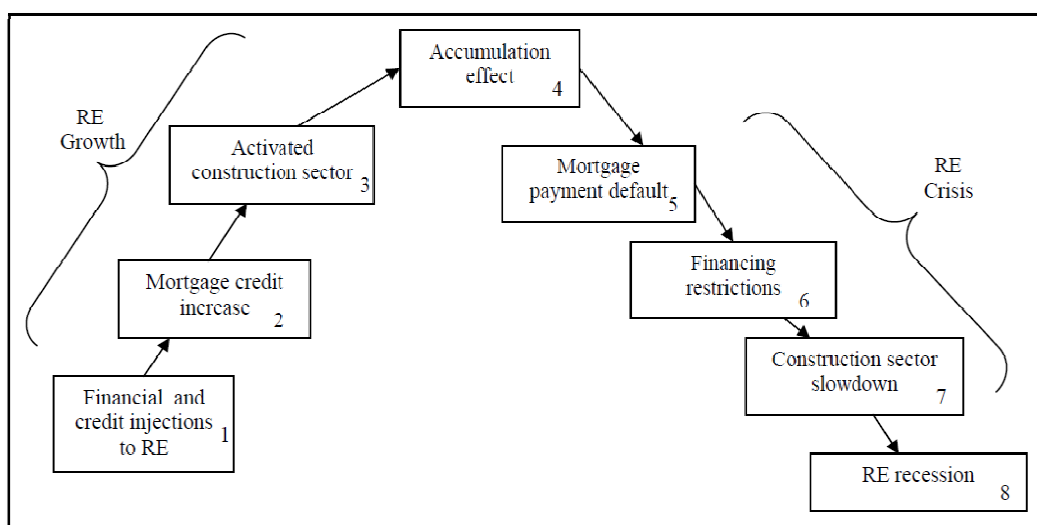 Accumulation
effect
4
RE
Growth
Activated
construction sector
3
Mortgage
payment default
5
RE
Crisis
Mortgage credit
increase
2
Financing
restrictions
6
Financial and
credit injections
to RE
1
Construction sector
slowdown
7
RE recession
8